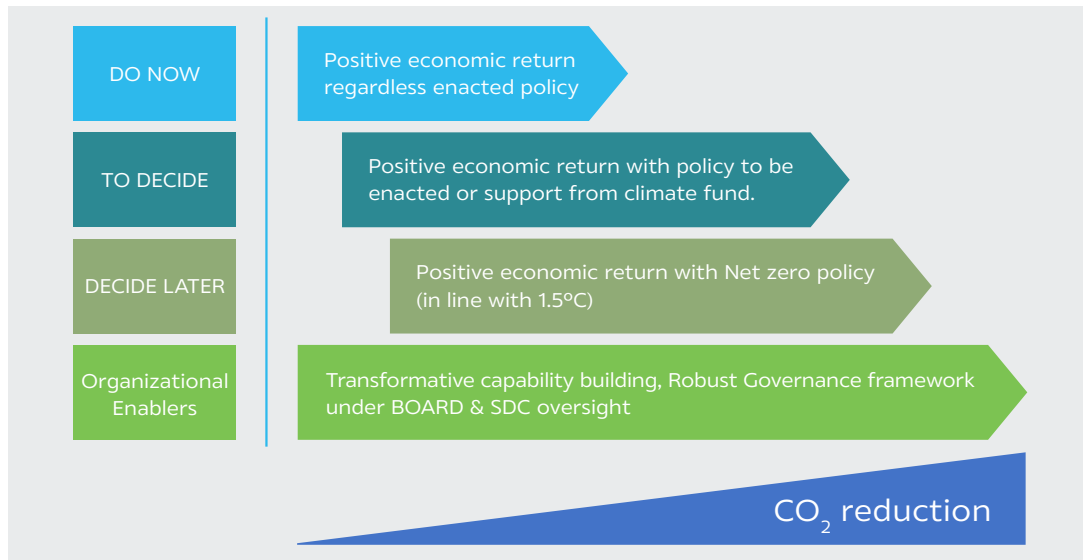 DO NOW
Positive economic return
regardless enacted policy
TO DECIDE
Positive economic return with policy to be
enacted or support from climate fund.
DECIDE LATER
Positive economic return with Net zero policy
(in line with 1.5ºC)
Organizational
Enablers
Transformative capability building, Robust Governance framework
under BOARD & SDC oversight
CO₂ reduction